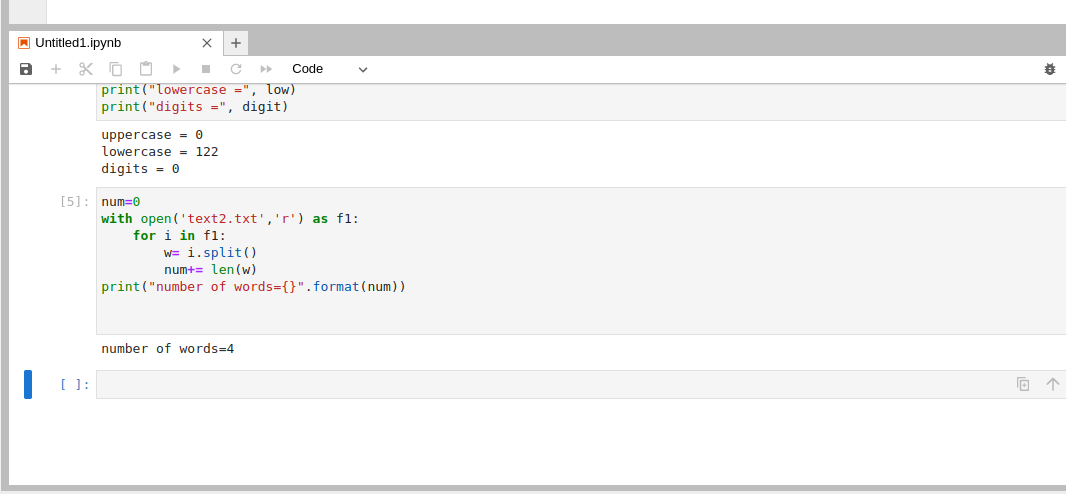 Untitled1.ipynb
Code
print("lowercase =", low)
print("digits =", digit)
uppercase = 0
lowercase = 122
digits = 0
[5]:
num=0
with open('text2.txt','r') as f1:
    for i in f1:
        w= i.split()
        num+= len(w)
print("number of words={}".format(num))
number of words=4
[ ]: